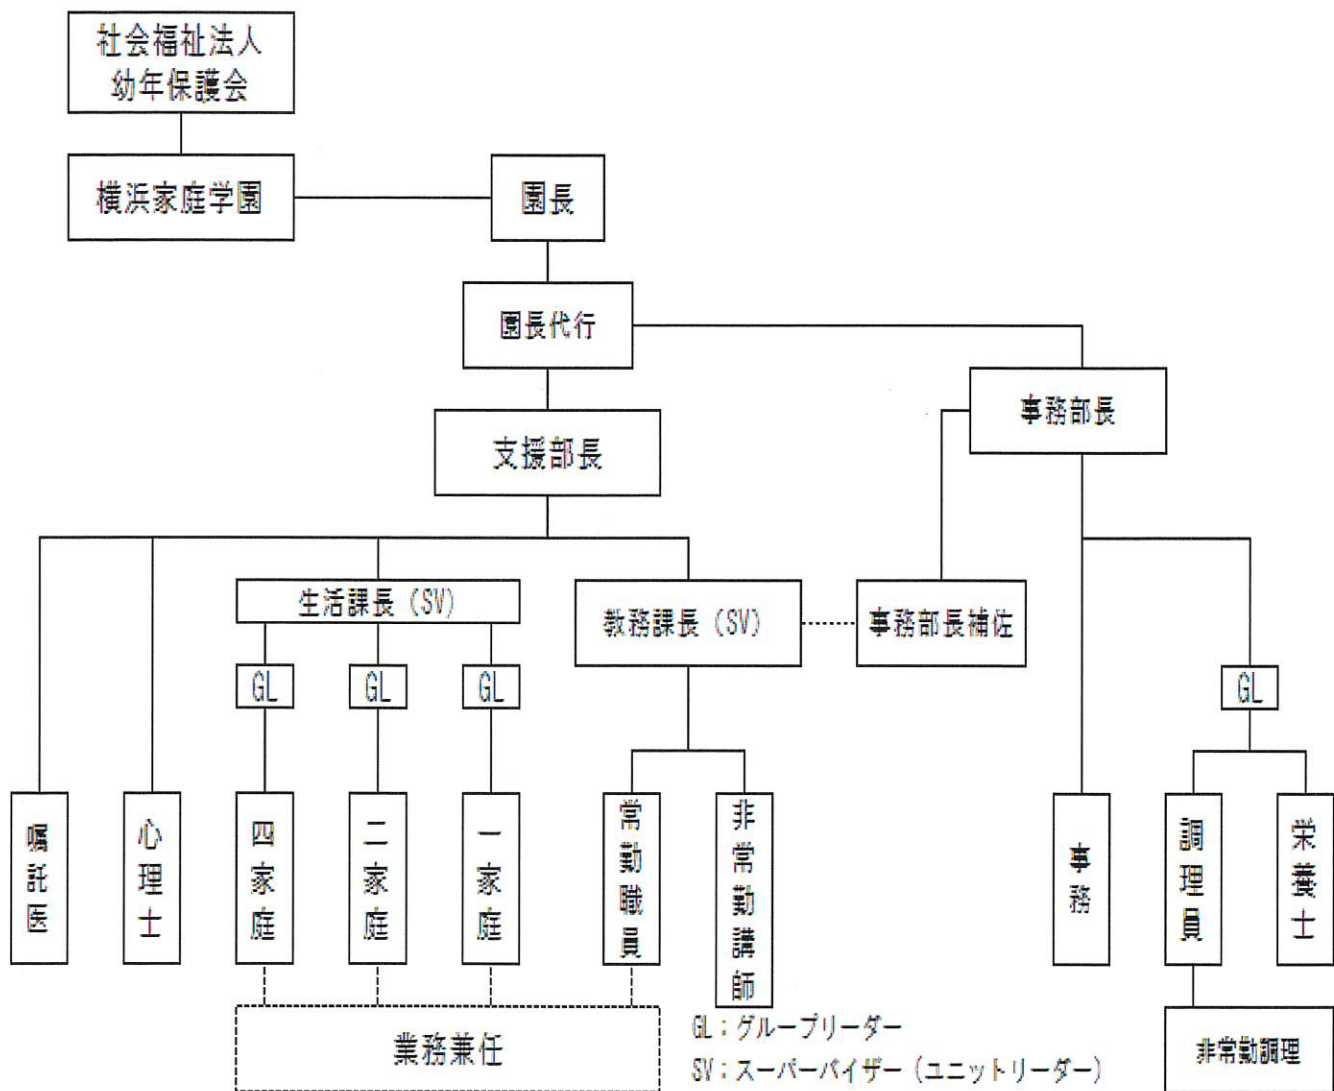 社会福祉法人
幼年保護会
横浜家庭学園
園長
園長代行
事務部長
支援部長
生活課長（SV）
教務課長（SV）
事務部長補佐
GL
GL
GL
GL
嘱託医
心理士
四家庭
二家庭
一家庭
常勤職員
非常勤講師
事務
調理員
栄養士
業務兼任
GL；グループリーダー
SV；スーパーバイザー（ユニットリーダー）
非常勤調理